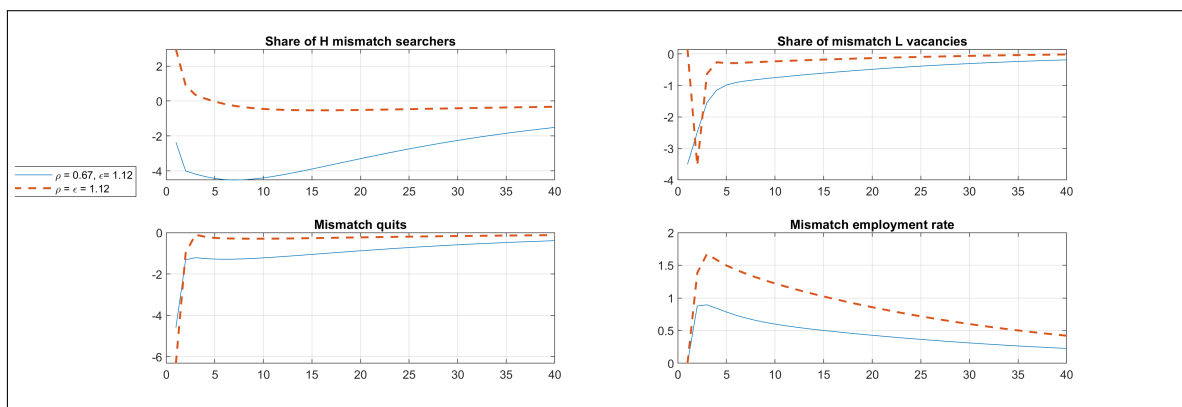 Share of H mismatch searchers
2
0
-2
-4
0 5 10 15 20 25 30 35 40
Share of mismatch L vacancies
0
-1
-2
-3
-4
0 5 10 15 20 25 30 35 40
ρ = 0.67, ϵ= 1.12
ρ = ϵ = 1.12
Mismatch quits
0
-2
-4
-6
0 5 10 15 20 25 30 35 40
Mismatch employment rate
2
1.5
1
0.5
0
0 5 10 15 20 25 30 35 40